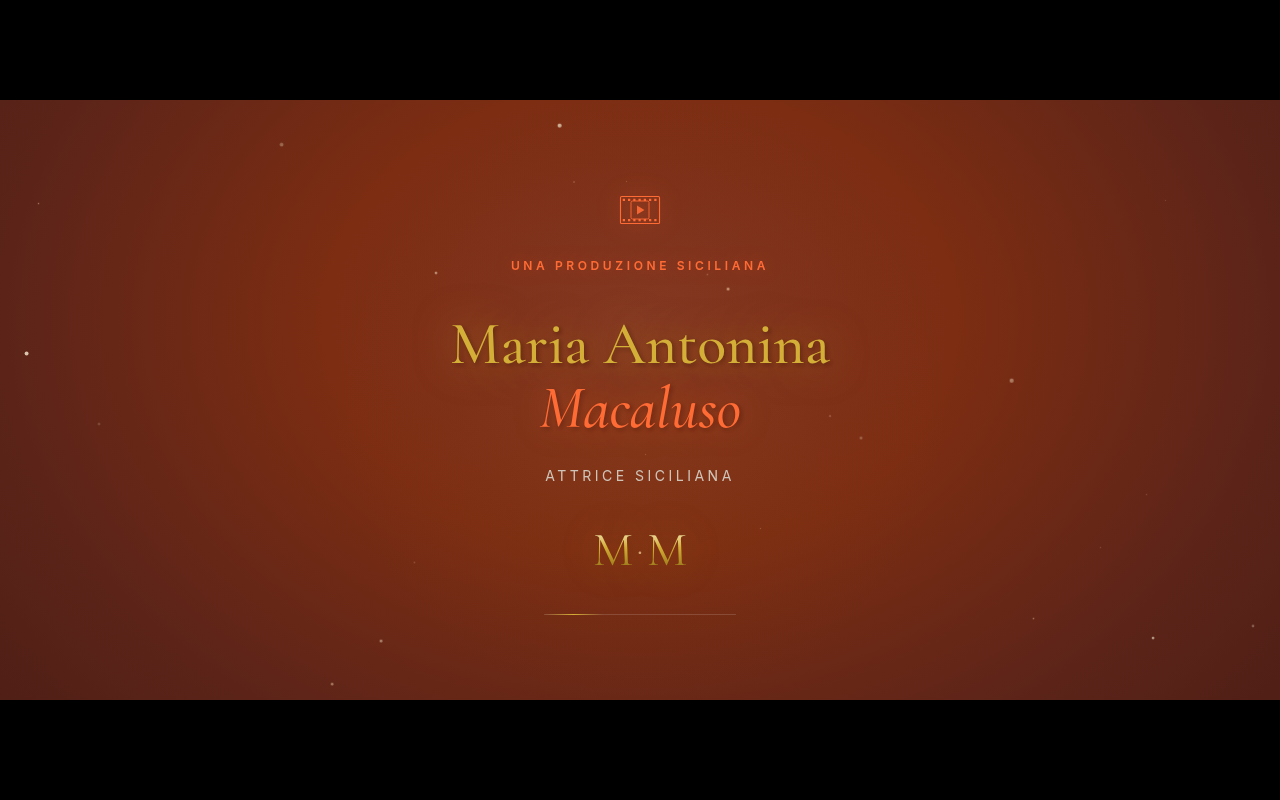 UNA PRODUZIONE SICILIANA
Maria Antonina
Macaluso
ATTRICE SICILIANA
M·M